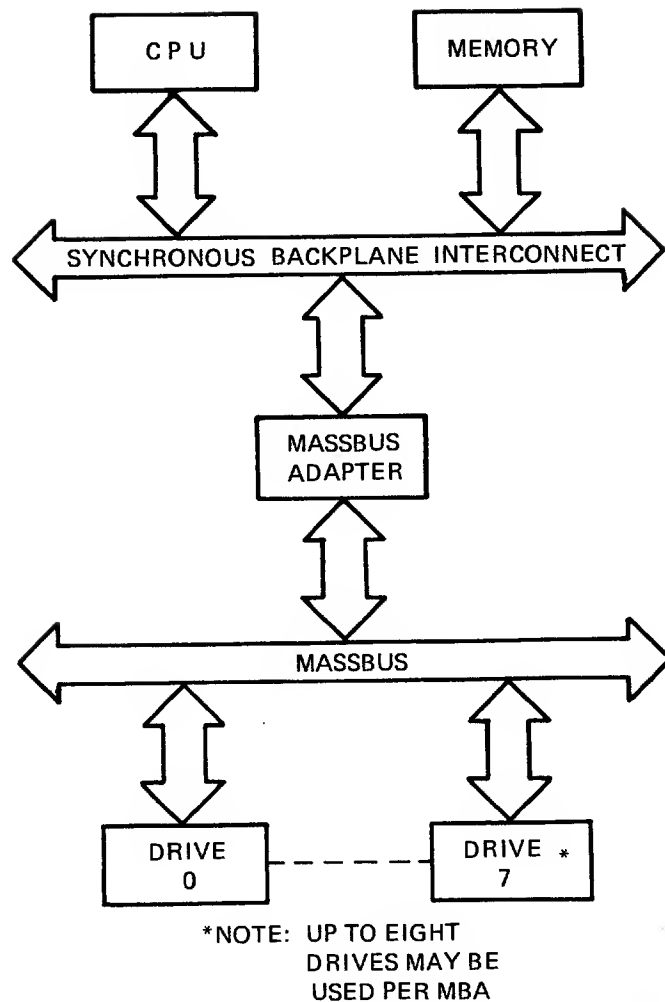 CPU
MEMORY
SYNCHRONOUS BACKPLANE INTERCONNECT
MASSBUS
ADAPTER
MASSBUS
DRIVE
0
DRIVE *
7
*NOTE: UP TO EIGHT
DRIVES MAY BE
USED PER MBA